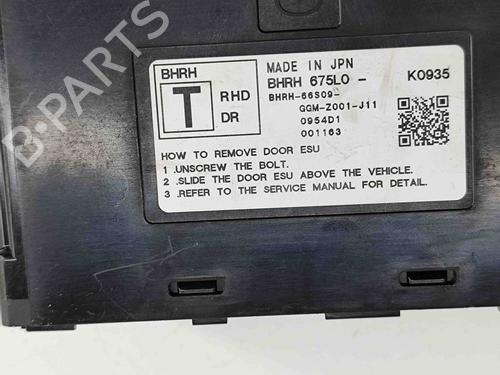 BHRH
T
RHD
DR
MADE IN JPN
BHRH 675L0 -
K0935
BHRH-66S09-
GGM-Z001-J11
0954D1
001163
HOW TO REMOVE DOOR ESU
1 .UNSCREW THE BOLT.
2 .SLIDE THE DOOR ESU ABOVE THE VEHICLE.
3 .REFER TO THE SERVICE MANUAL FOR DETAIL.
B-PARTS